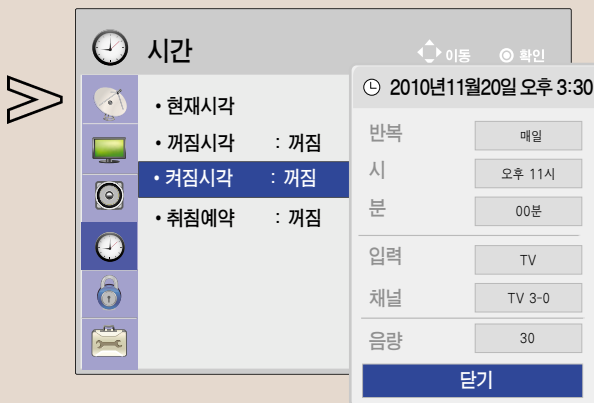 시간
이동 확인
• 현재시각
• 꺼짐시각 : 꺼짐
• 켜짐시각 : 꺼짐
• 취침예약 : 꺼짐
2010년11월20일 오후 3:30
반복 매일
시 오후 11시
분 00분
입력 TV
채널 TV 3-0
음량 30
닫기